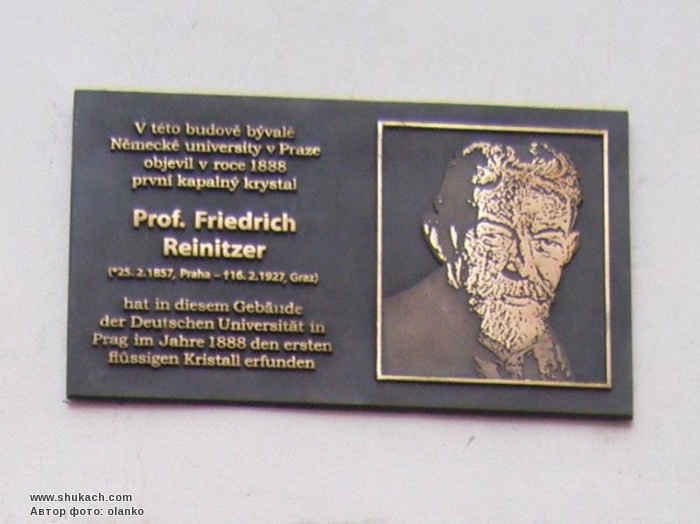 V této budově bývalé
Německé university v Praze
objevil v roce 1888
první kapalný krystal
Prof. Friedrich
Reinitzer
(*25. 2. 1857, Praha – †16. 2. 1927, Graz)
hat in diesem Gebäude
der Deutschen Universität in
Prag im Jahre 1888 den ersten
flüssigen Kristall erfunden
www.shukach.com
Автор фото: olanko